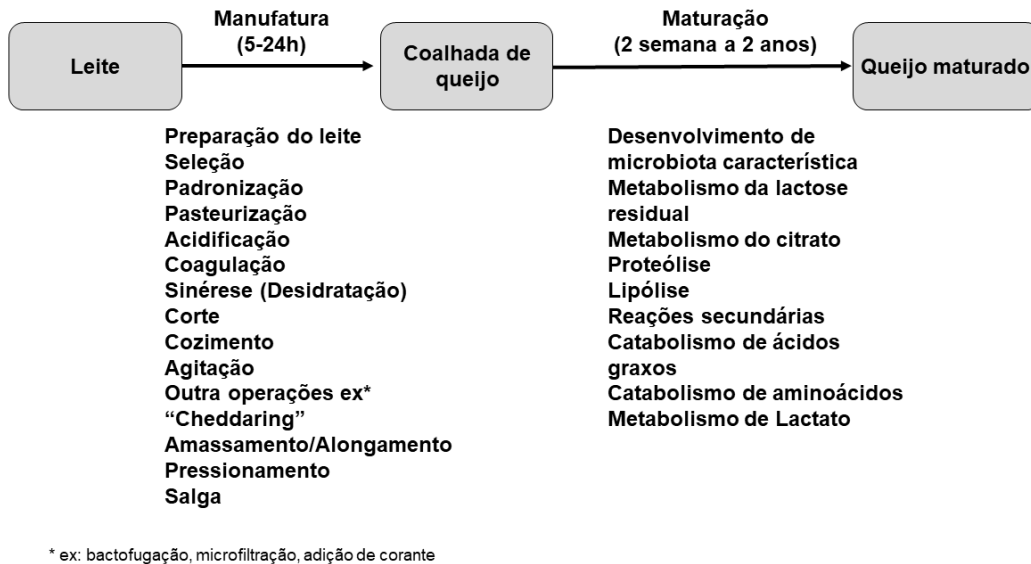 Manufatura
(5-24h)
Maturação
(2 semana a 2 anos)
Leite
Coalhada de
queijo
Queijo maturado
Preparação do leite
Seleção
Padronização
Pasteurização
Acidificação
Coagulação
Sinérese (Desidratação)
Corte
Cozimento
Agitação
Outra operações ex*
“Cheddaring”
Amassamento/Alongamento
Pressionamento
Salga
Desenvolvimento de
microbiota característica
Metabolismo da lactose
residual
Metabolismo do citrato
Proteólise
Lipólise
Reações secundárias
Catabolismo de ácidos
graxos
Catabolismo de aminoácidos
Metabolismo de Lactato
* ex: bactofugação, microfiltração, adição de corante